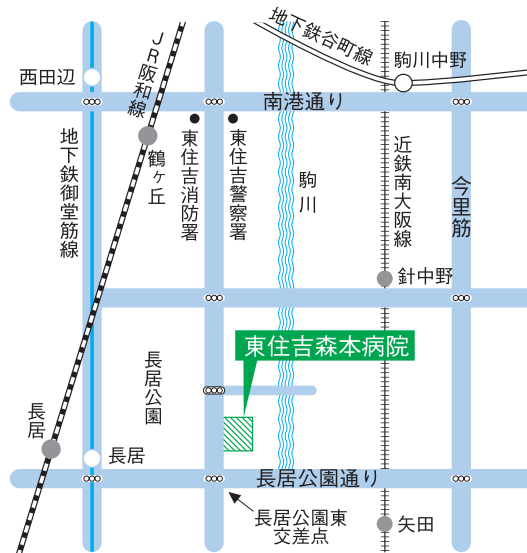 地下鉄谷町線
JR阪和線
西田辺
駒川中野
南港通り
地下鉄御堂筋線
鶴ヶ丘
東住吉消防署
東住吉警察署
駒川
近鉄南大阪線
今里筋
針中野
東住吉森本病院
長居公園
長居
長居
長居公園通り
長居公園東
交差点
矢田